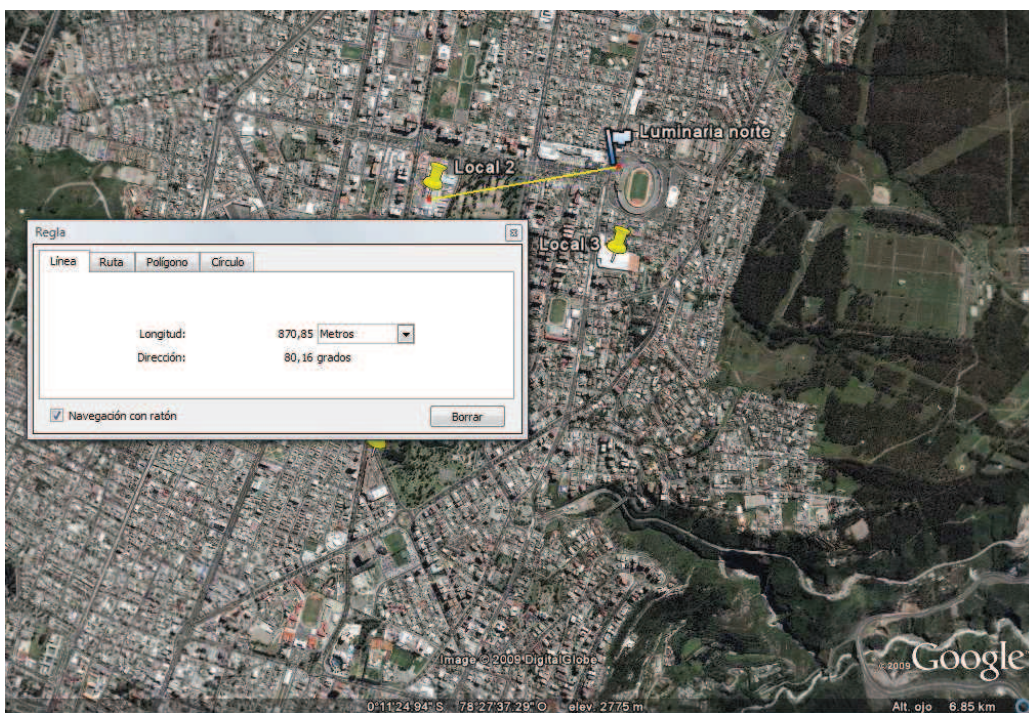 Luminaria norte
Local 2
Local 3
Regla
Línea Ruta Polígono Círculo
Longitud: 870,85 Metros
Dirección: 80,16 grados
Navegación con ratón Borrar
Image © 2009 DigitalGlobe
©2009 Google
0°11'24.94" S 78°27'37.29" O elev 2775 m Alt. ojo 6.85 km